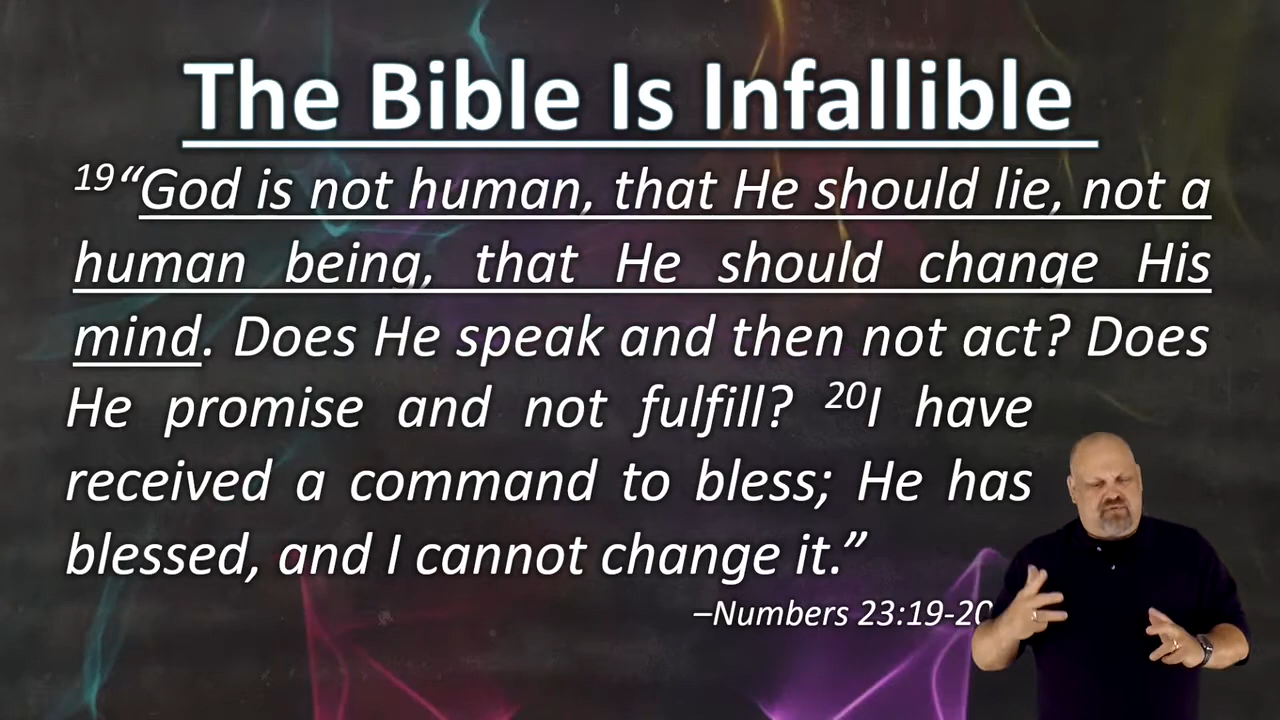 The Bible Is Infallible
19“God is not human, that He should lie, not a
human being, that He should change His
mind. Does He speak and then not act? Does
He promise and not fulfill? 20I have
received a command to bless; He has
blessed, and I cannot change it.”
–Numbers 23:19-20